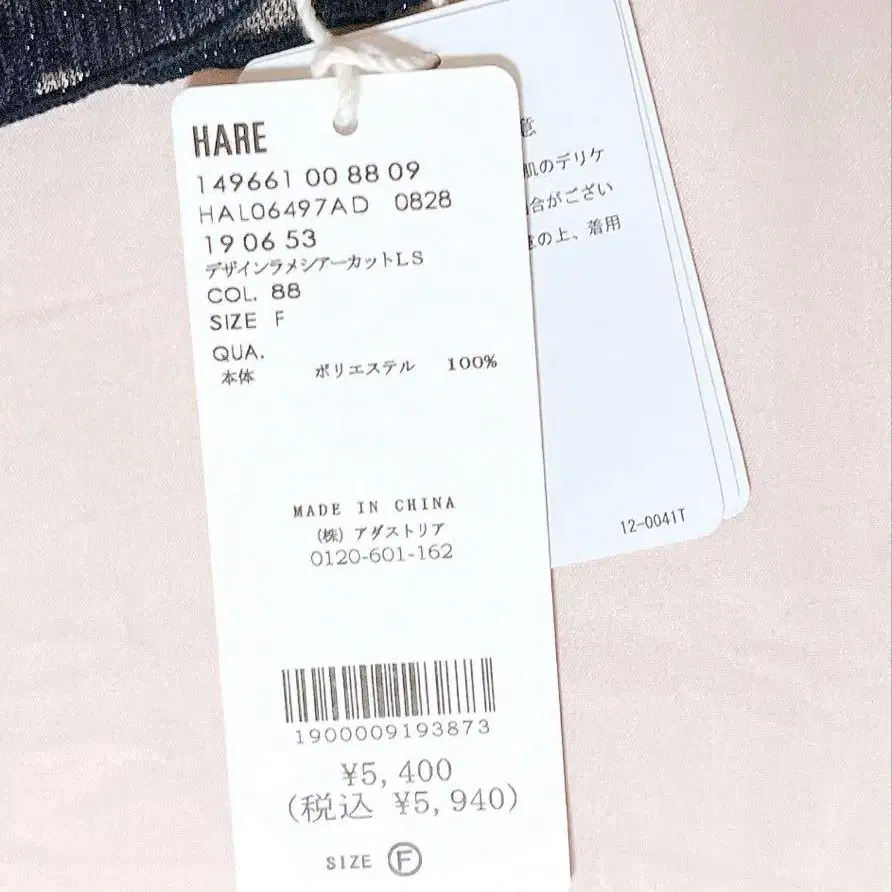 HARE
149661 00 88 09
HAL06497AD 0828
19 06 53
デザインラメシアーカットLS
COL. 88
SIZE F
QUA.
本体 ポリエステル 100%
MADE IN CHINA
(株) アダストリア
0120-601-162
1900009193873
¥5,400
(税込 ¥5,940)
SIZE F
意
肌のデリケ
合がござい
の上、着用
12-0041T